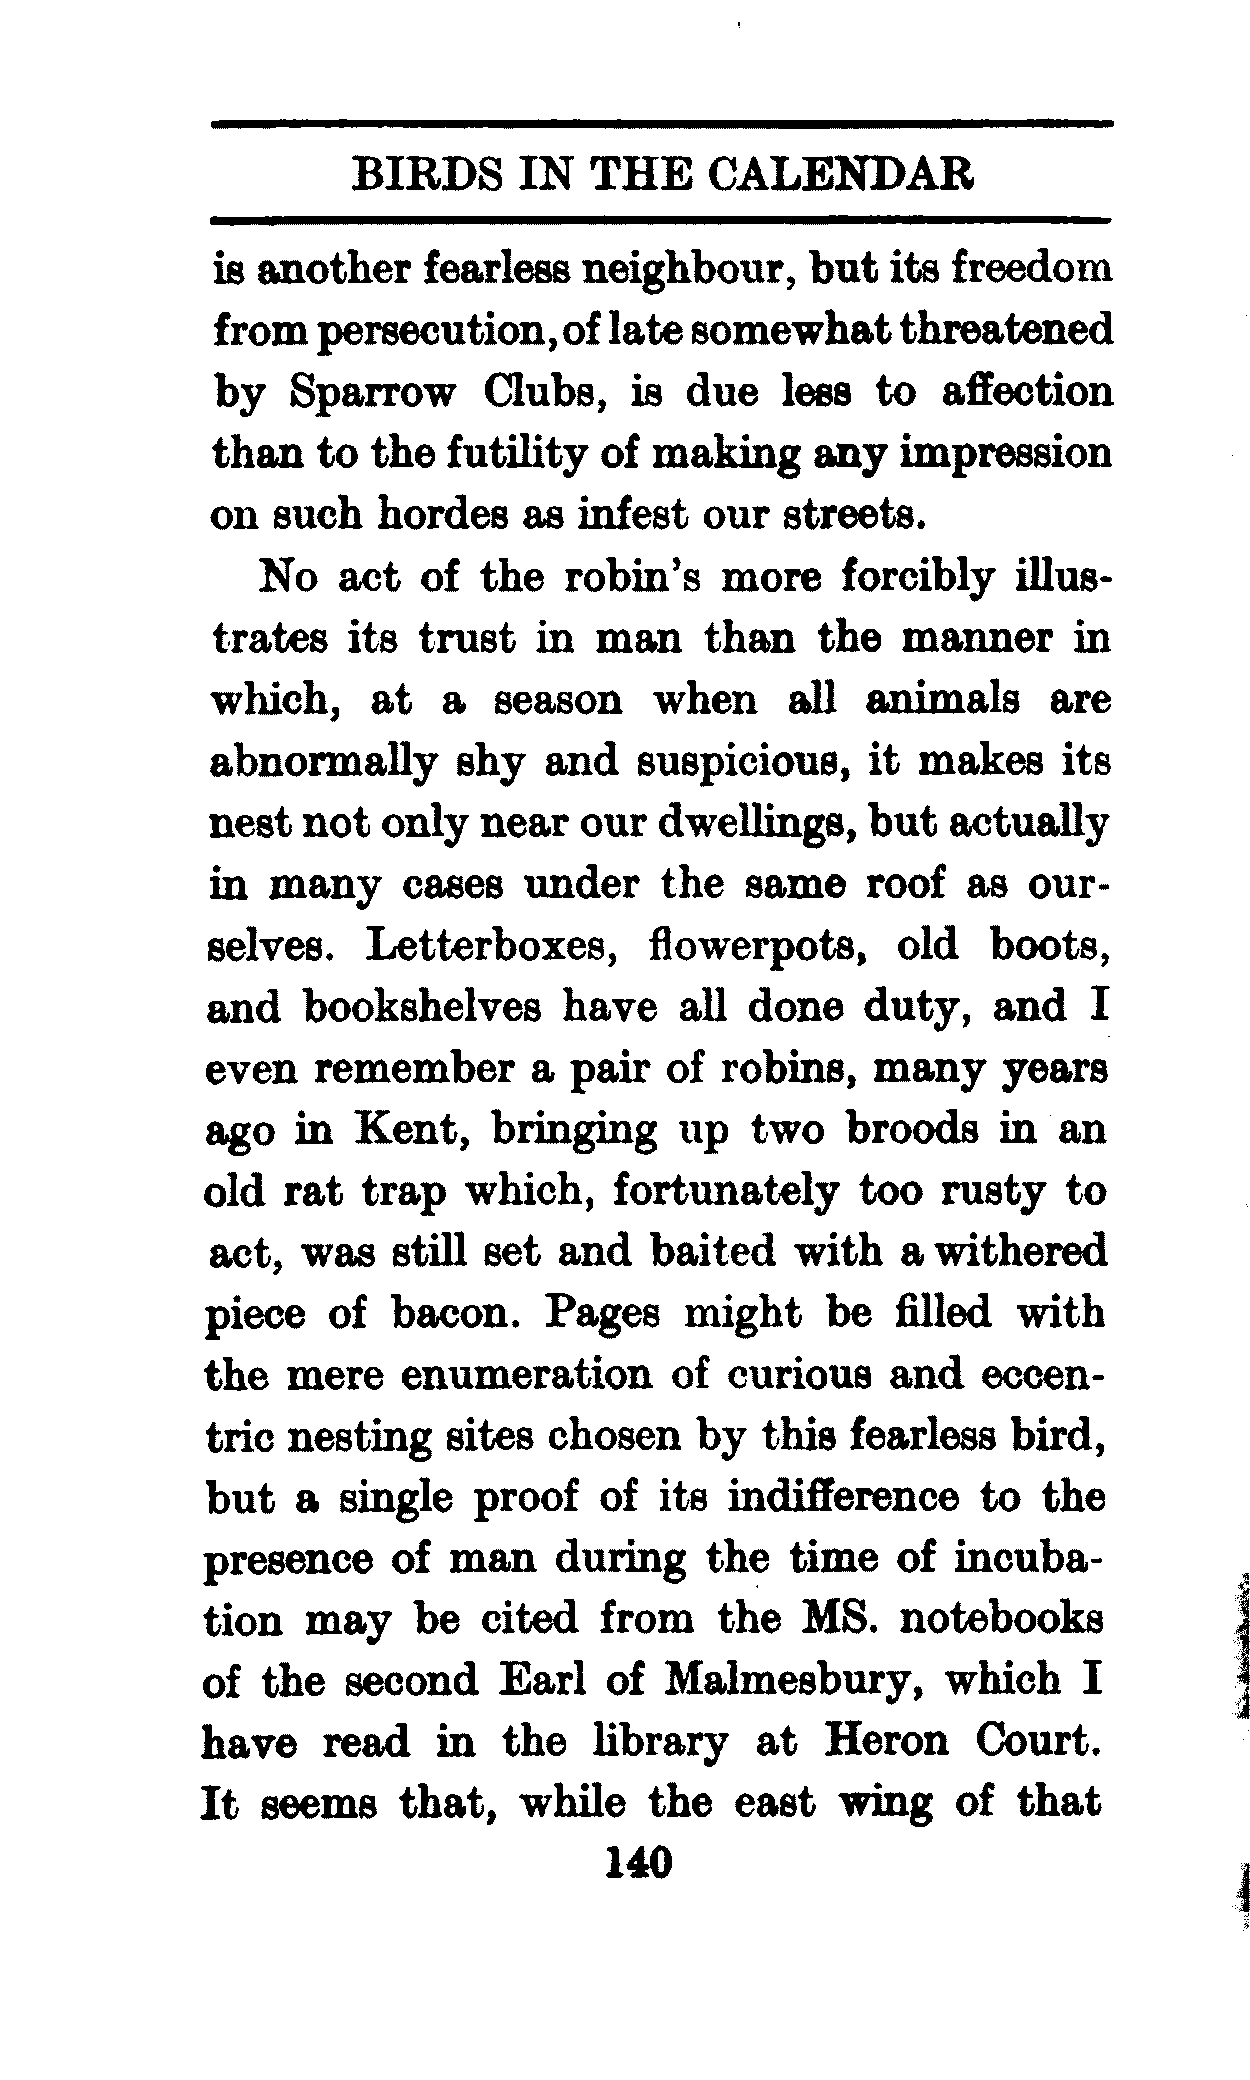 BIRDS IN THE CALENDAR
is another fearless neighbour, but its freedom
from persecution, of late somewhat threatened
by Sparrow Clubs, is due less to affection
than to the futility of making any impression
on such hordes as infest our streets.
No act of the robin's more forcibly illus-
trates its trust in man than the manner in
which, at a season when all animals are
abnormally shy and suspicious, it makes its
nest not only near our dwellings, but actually
in many cases under the same roof as our-
selves. Letterboxes, flowerpots, old boots,
and bookshelves have all done duty, and I
even remember a pair of robins, many years
ago in Kent, bringing up two broods in an
old rat trap which, fortunately too rusty to
act, was still set and baited with a withered
piece of bacon. Pages might be filled with
the mere enumeration of curious and eccen-
tric nesting sites chosen by this fearless bird,
but a single proof of its indifference to the
presence of man during the time of incuba-
tion may be cited from the MS. notebooks
of the second Earl of Malmesbury, which I
have read in the library at Heron Court.
It seems that, while the east wing of that
140